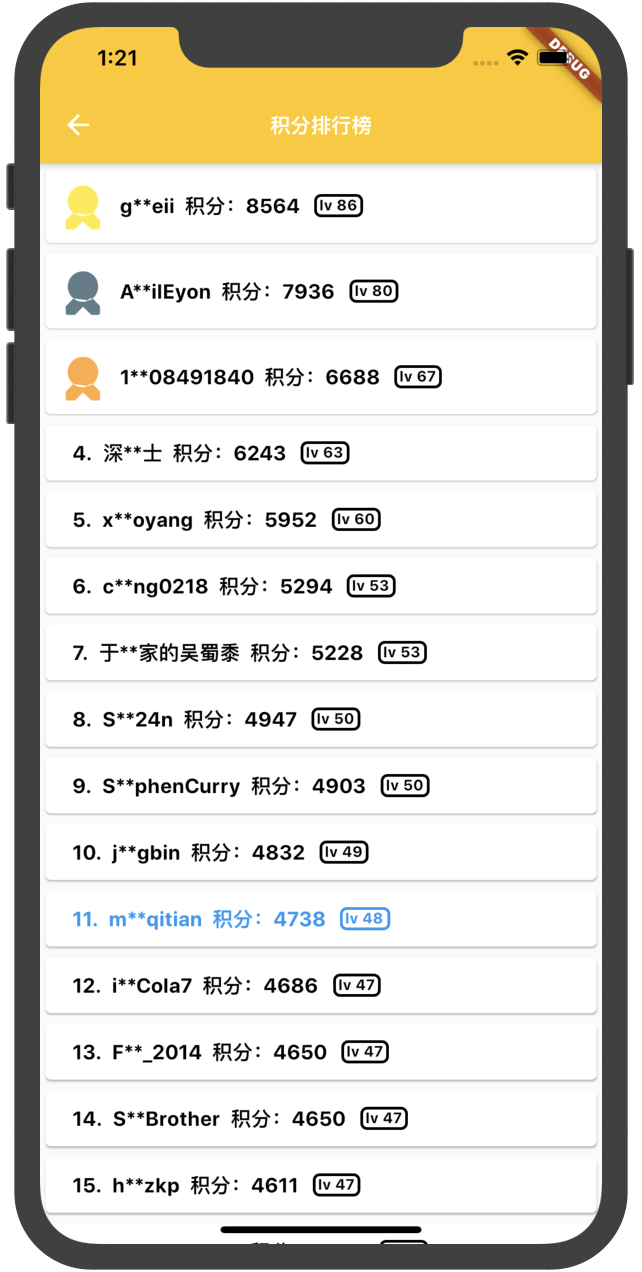 1:21
DEBUG
积分排行榜
g**eii 积分：8564 lv 86
A**ilEyon 积分：7936 lv 80
1**08491840 积分：6688 lv 67
4. 深**士 积分：6243 lv 63
5. x**oyang 积分：5952 lv 60
6. c**ng0218 积分：5294 lv 53
7. 于**家的吴蜀黍 积分：5228 lv 53
8. S**24n 积分：4947 lv 50
9. S**phenCurry 积分：4903 lv 50
10. j**gbin 积分：4832 lv 49
11. m**qitian 积分：4738 lv 48
12. i**Cola7 积分：4686 lv 47
13. F**_2014 积分：4650 lv 47
14. S**Brother 积分：4650 lv 47
15. h**zkp 积分：4611 lv 47